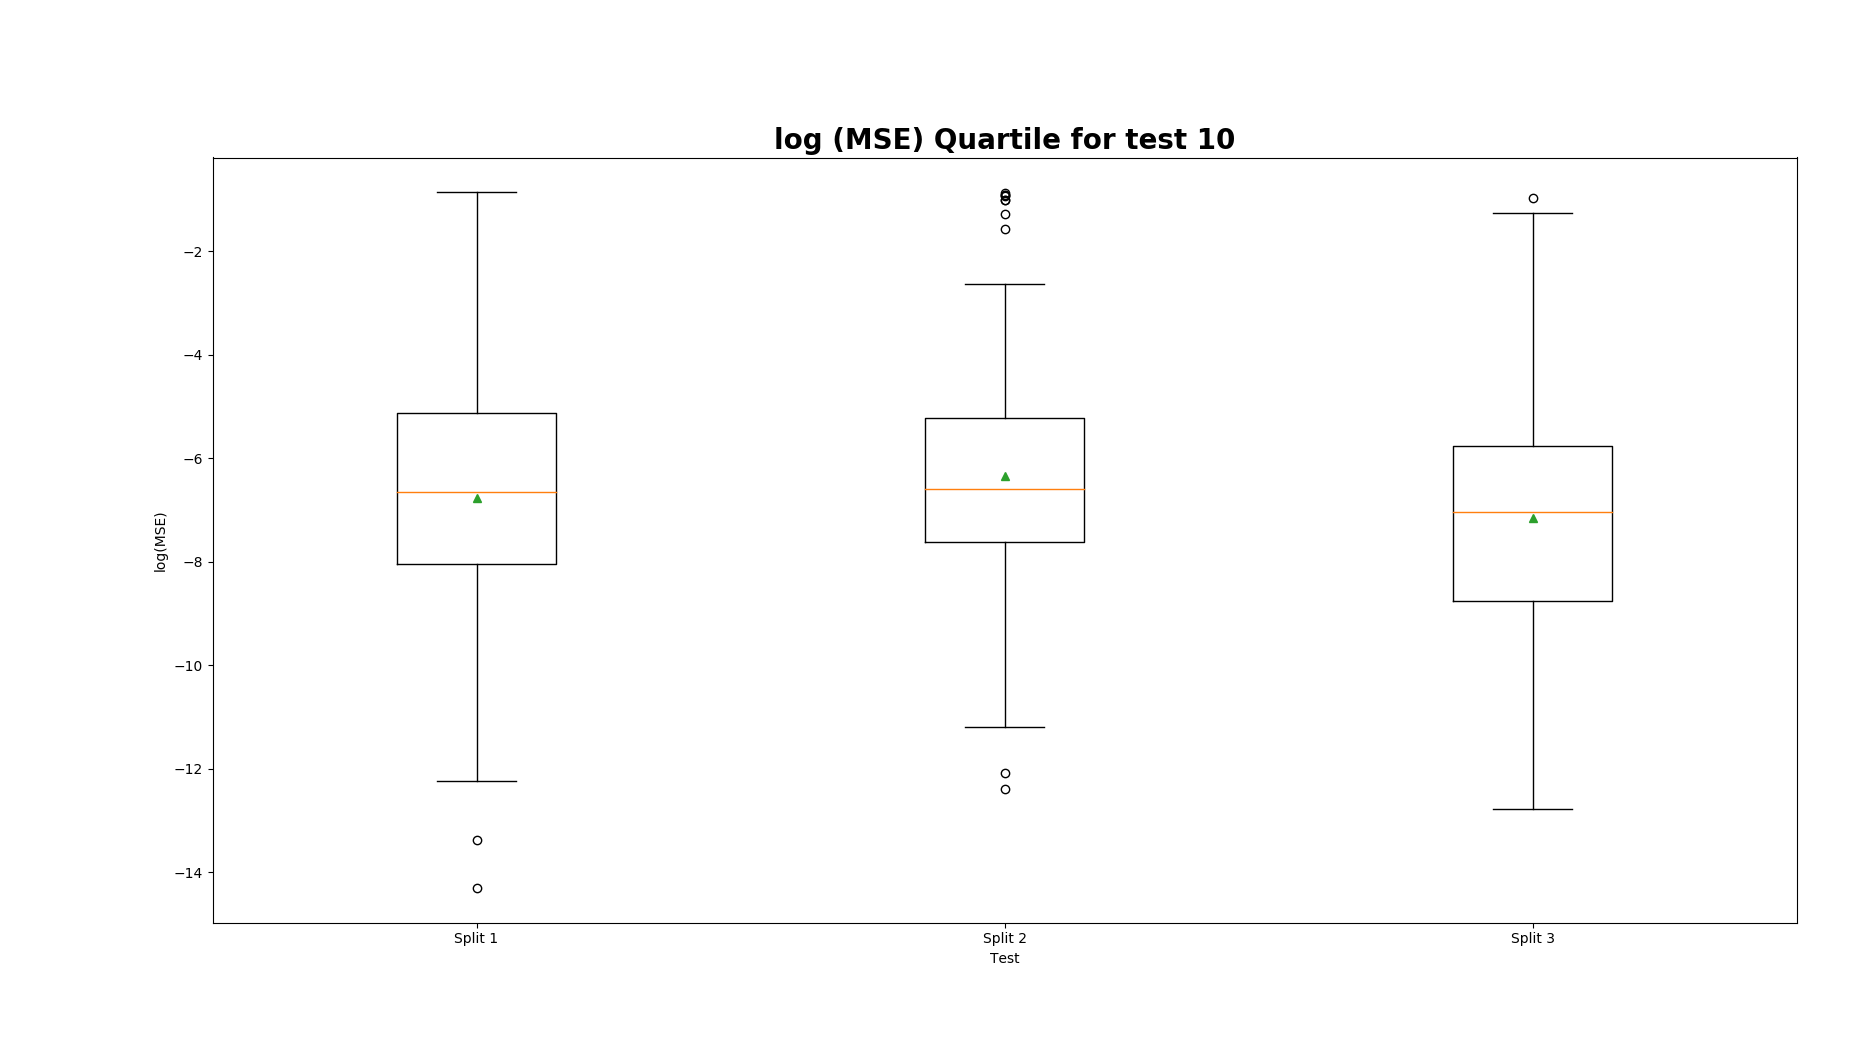 log (MSE) Quartile for test 10
−2
−4
−6
−8
−10
−12
−14
log(MSE)
Split 1
Split 2
Split 3
Test